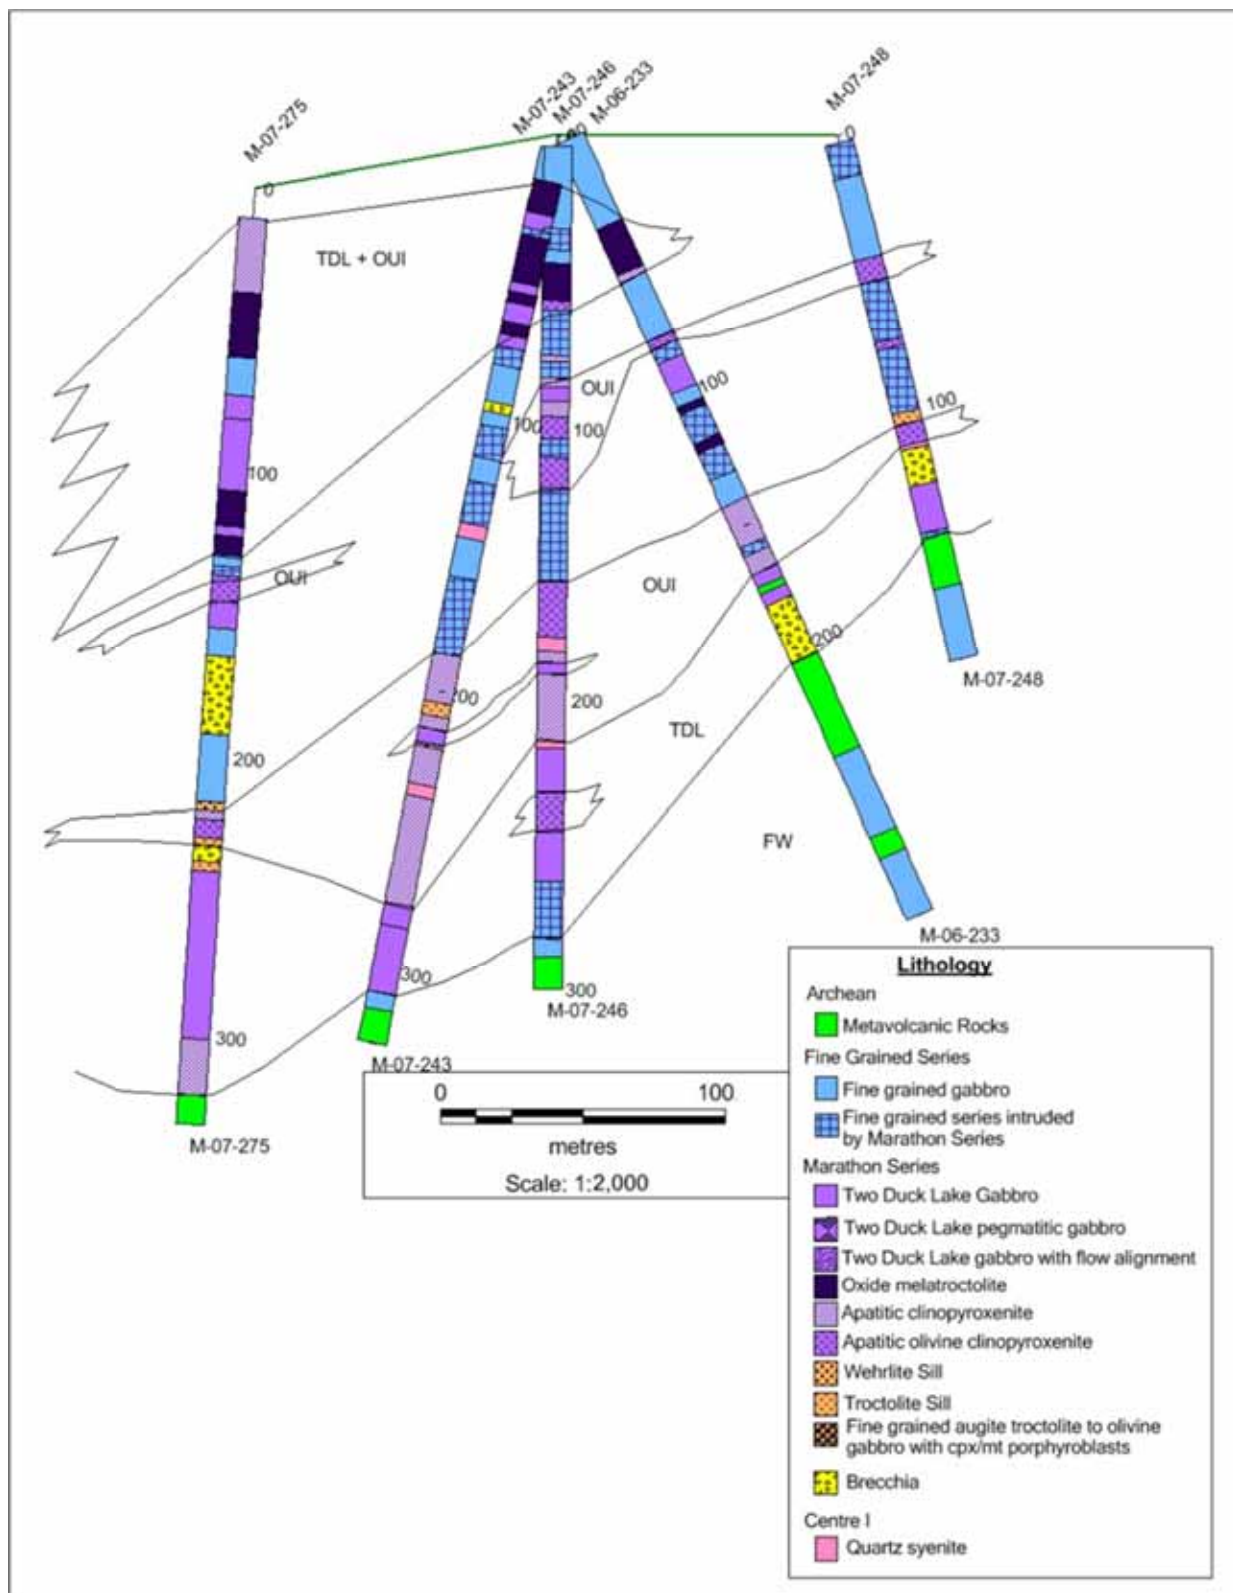 M-07-275
M-07-243
M-07-246
M-06-233
M-07-248
0
0
0
TDL + OUI
OUI
100
100
100
100
100
OUI
OUI
200
200
200
200
TDL
FW
300
300
300
M-07-248
M-06-233
M-07-246
M-07-243
M-07-275
0 100
metres
Scale: 1:2,000
Lithology
Archean
Metavolcanic Rocks
Fine Grained Series
Fine grained gabbro
Fine grained series intruded
by Marathon Series
Marathon Series
Two Duck Lake Gabbro
Two Duck Lake pegmatitic gabbro
Two Duck Lake gabbro with flow alignment
Oxide melatroctolite
Apatitic clinopyroxenite
Apatitic olivine clinopyroxenite
Wehrlite Sill
Troctolite Sill
Fine grained augite troctolite to olivine
gabbro with cpx/mt porphyroblasts
Brecchia
Centre I
Quartz syenite